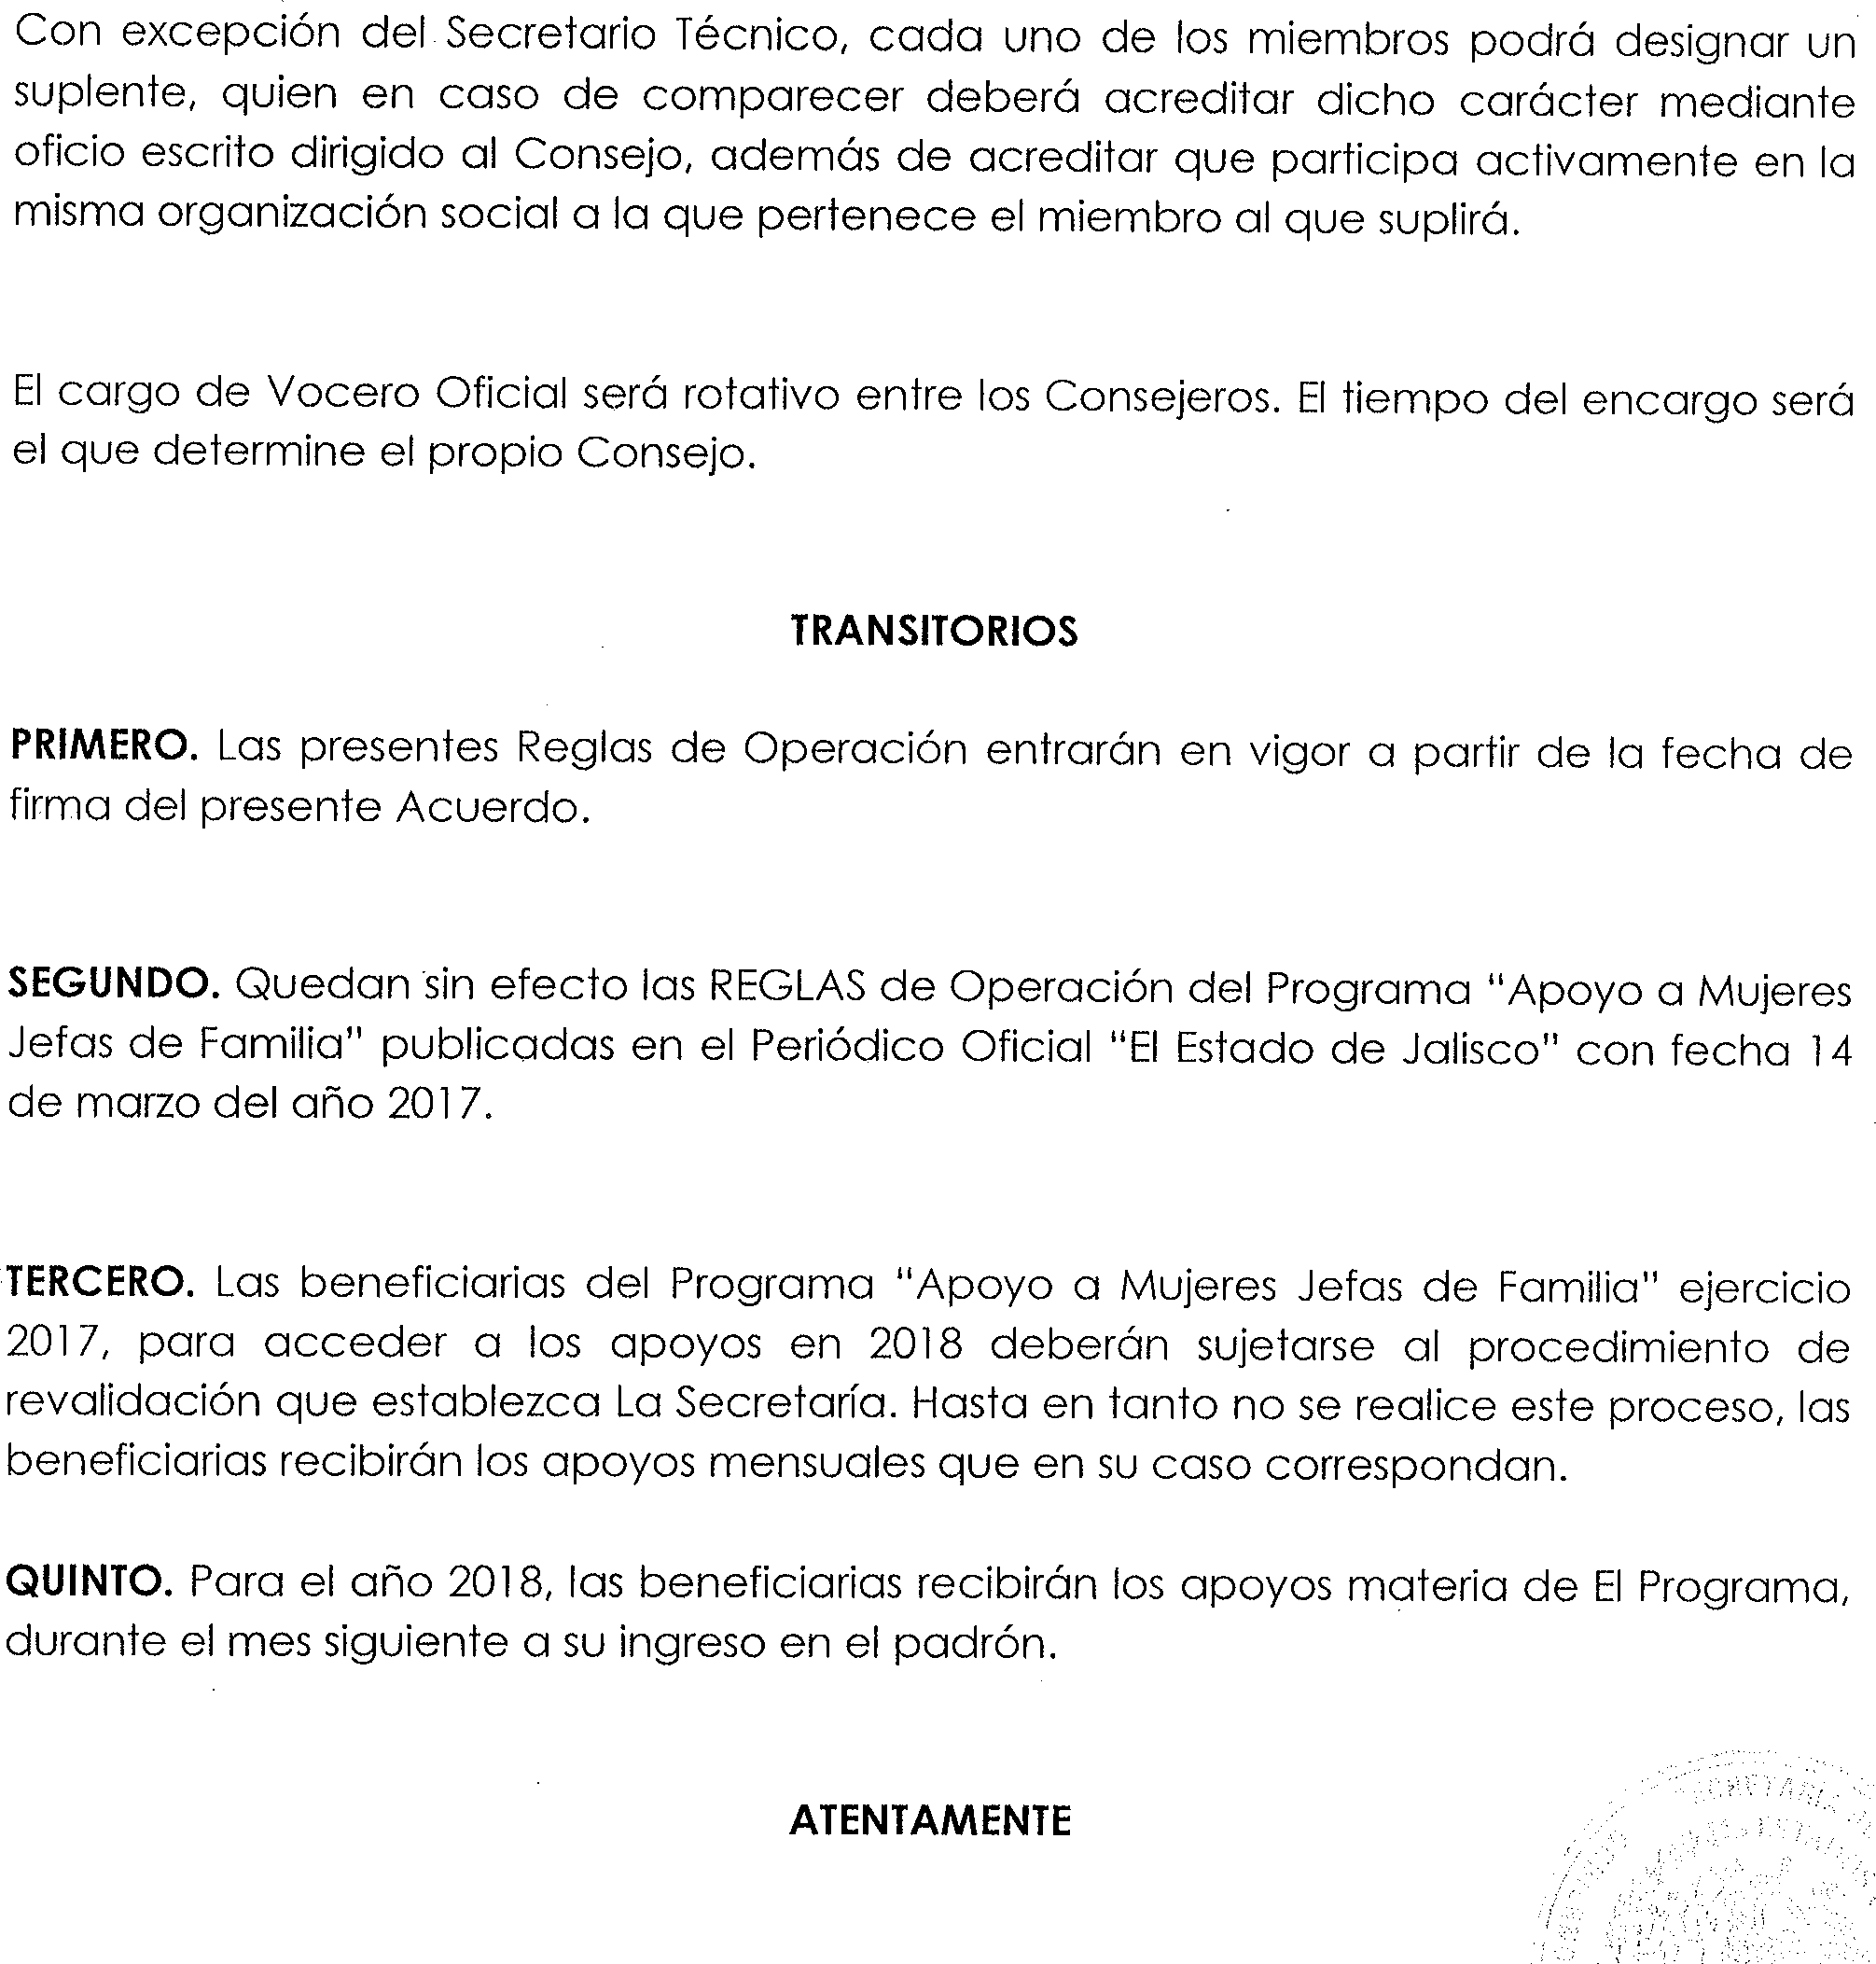 Con excepción del Secretario Técnico, cada uno de los miembros podrá designar un
suplente, quien en caso de comparecer deberá acreditar dicho carácter mediante
oficio escrito dirigido al Consejo, además de acreditar que participa activamente en la
misma organización social a la que pertenece el miembro al que suplirá.
El cargo de Vocero Oficial será rotativo entre los Consejeros. El tiempo del encargo será
el que determine el propio Consejo.
TRANSITORIOS
PRIMERO. Las presentes Reglas de Operación entrarán en vigor a partir de la fecha de
firma del presente Acuerdo.
SEGUNDO. Quedan sin efecto las REGLAS de Operación del Programa "Apoyo a Mujeres
Jefas de Familia" publicadas en el Periódico Oficial "El Estado de Jalisco" con fecha 14
de marzo del año 2017.
TERCERO. Las beneficiarias del Programa "Apoyo a Mujeres Jefas de Familia" ejercicio
2017, para acceder a los apoyos en 2018 deberán sujetarse al procedimiento de
revalidación que establezca La Secretaría. Hasta en tanto no se realice este proceso, las
beneficiarias recibirán los apoyos mensuales que en su caso correspondan.
QUINTO. Para el año 2018, las beneficiarias recibirán los apoyos materia de El Programa,
durante el mes siguiente a su ingreso en el padrón.
ATENTAMENTE